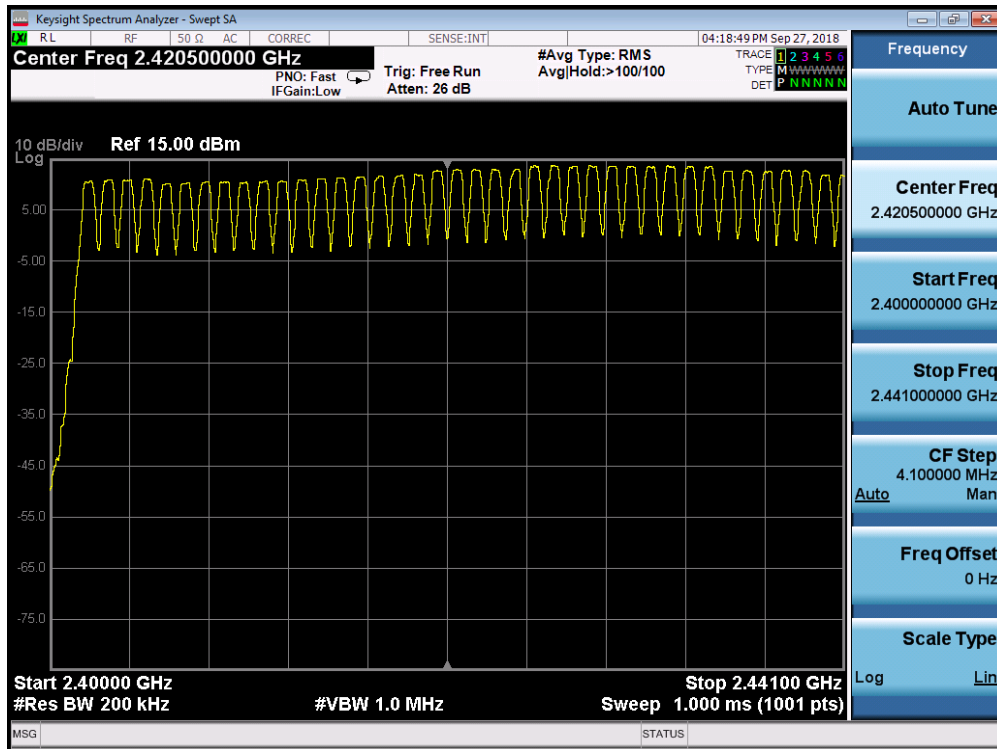 Keysight Spectrum Analyzer - Swept SA
LXI RL RF 50 Ω AC CORREC SENSE:INT 04:18:49 PM Sep 27, 2018
Center Freq 2.420500000 GHz
PNO: Fast
IFGain:Low
Trig: Free Run
Atten: 26 dB
#Avg Type: RMS
Avg|Hold:>100/100
TRACE 1 2 3 4 5 6
TYPE M WWWWW
DET P N N N N N
10 dB/div Ref 15.00 dBm
Log
5.00
-5.00
-15.0
-25.0
-35.0
-45.0
-55.0
-65.0
-75.0
Start 2.40000 GHz Stop 2.44100 GHz
#Res BW 200 kHz #VBW 1.0 MHz Sweep 1.000 ms (1001 pts)
MSG STATUS
Frequency
Auto Tune
Center Freq
2.420500000 GHz
Start Freq
2.400000000 GHz
Stop Freq
2.441000000 GHz
CF Step
4.100000 MHz
Auto Man
Freq Offset
0 Hz
Scale Type
Log Lin